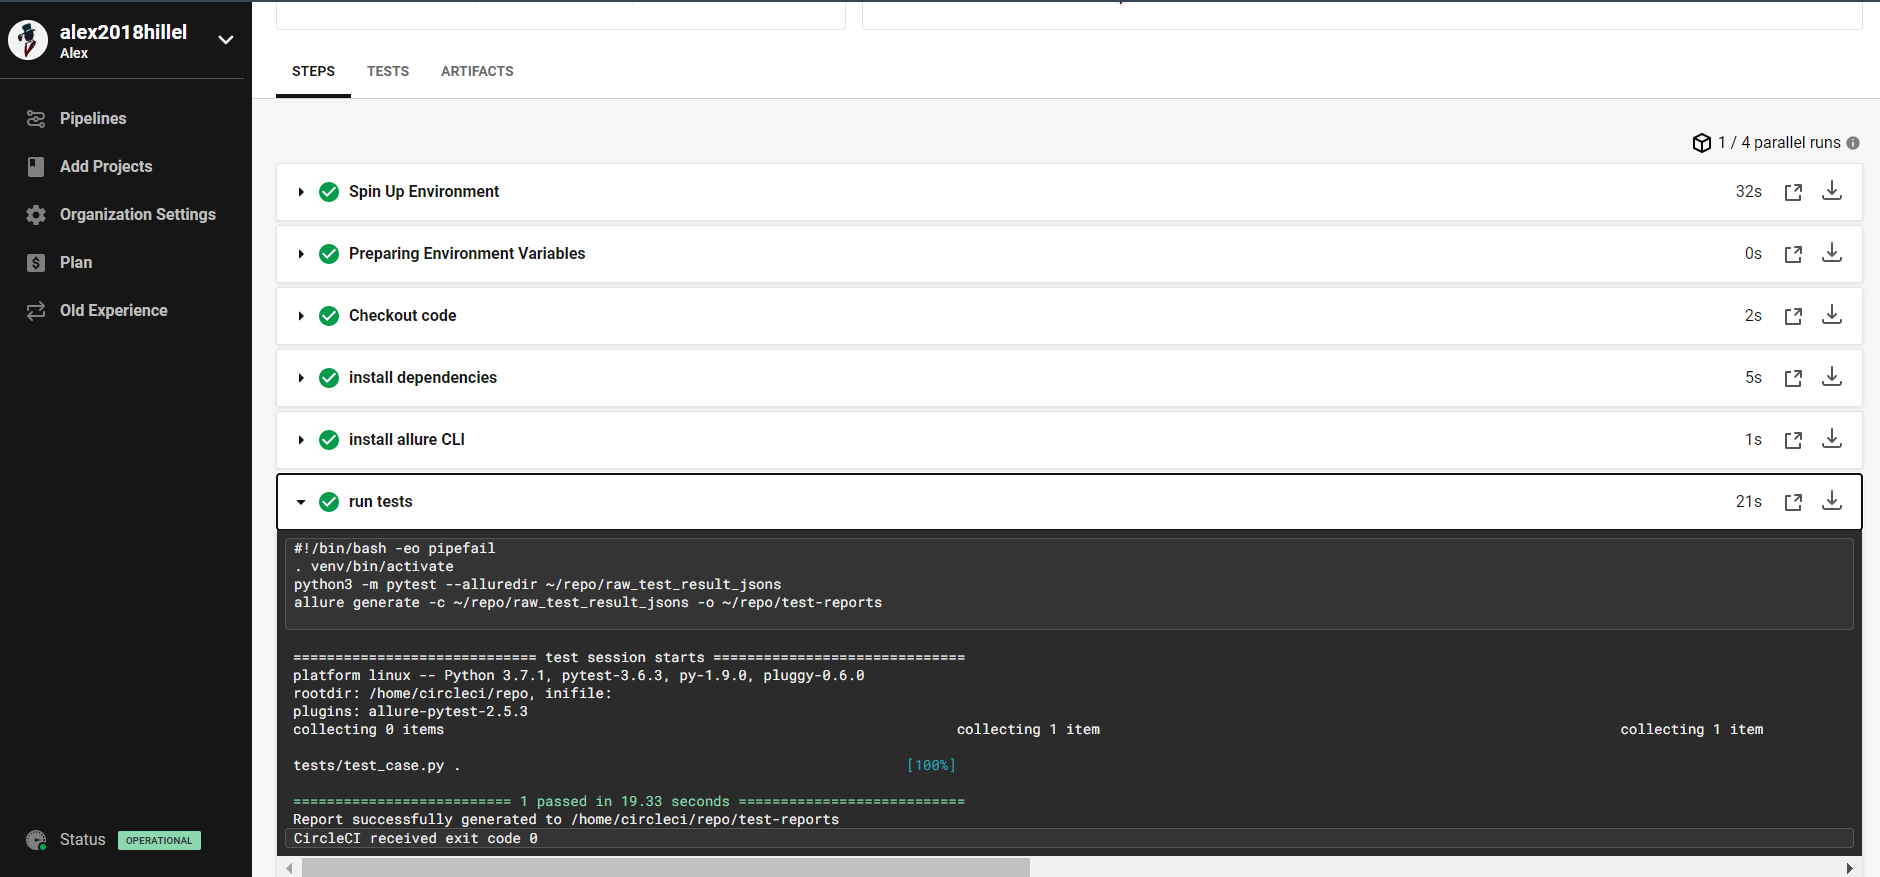 alex2018hillel
Alex
Pipelines
Add Projects
Organization Settings
$ Plan
Old Experience
Status OPERATIONAL
STEPS TESTS ARTIFACTS
1 / 4 parallel runs i
Spin Up Environment 32s
Preparing Environment Variables 0s
Checkout code 2s
install dependencies 5s
install allure CLI 1s
run tests 21s
#!/bin/bash -eo pipefail
. venv/bin/activate
python3 -m pytest --alluredir ~/repo/raw_test_result_jsons
allure generate -c ~/repo/raw_test_result_jsons -o ~/repo/test-reports
============================= test session starts ==============================
platform linux -- Python 3.7.1, pytest-3.6.3, py-1.9.0, pluggy-0.6.0
rootdir: /home/circleci/repo, inifile:
plugins: allure-pytest-2.5.3
collecting 0 items collecting 1 item collecting 1 item
tests/test_case.py . [100%]
========================== 1 passed in 19.33 seconds ===========================
Report successfully generated to /home/circleci/repo/test-reports
CircleCI received exit code 0